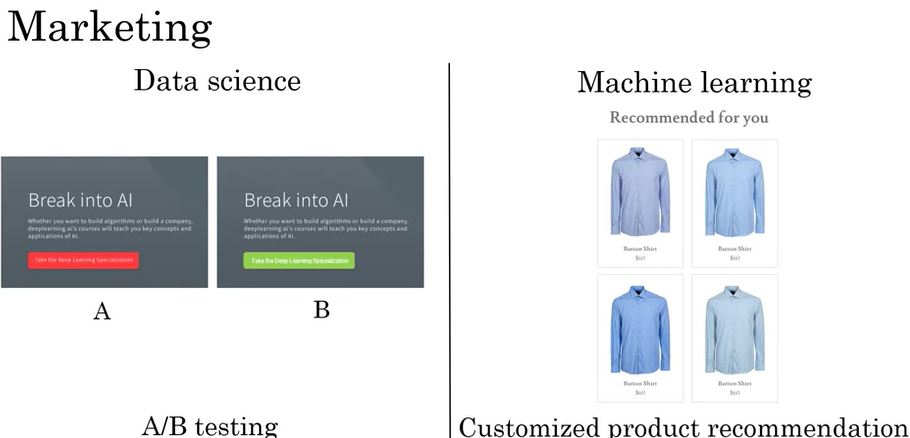 Marketing
Data science
Break into AI
Whether you want to build algorithms or build a company,
deeplearning.ai's courses will teach you key concepts and
applications of AI.
Take the Deep Learning Specialization
A
Break into AI
Whether you want to build algorithms or build a company,
deeplearning.ai's courses will teach you key concepts and
applications of AI.
Take the Deep Learning Specialization
B
A/B testing
Machine learning
Recommended for you
Button Shirt
$60
Button Shirt
$60
Button Shirt
$60
Button Shirt
$60
Customized product recommendation